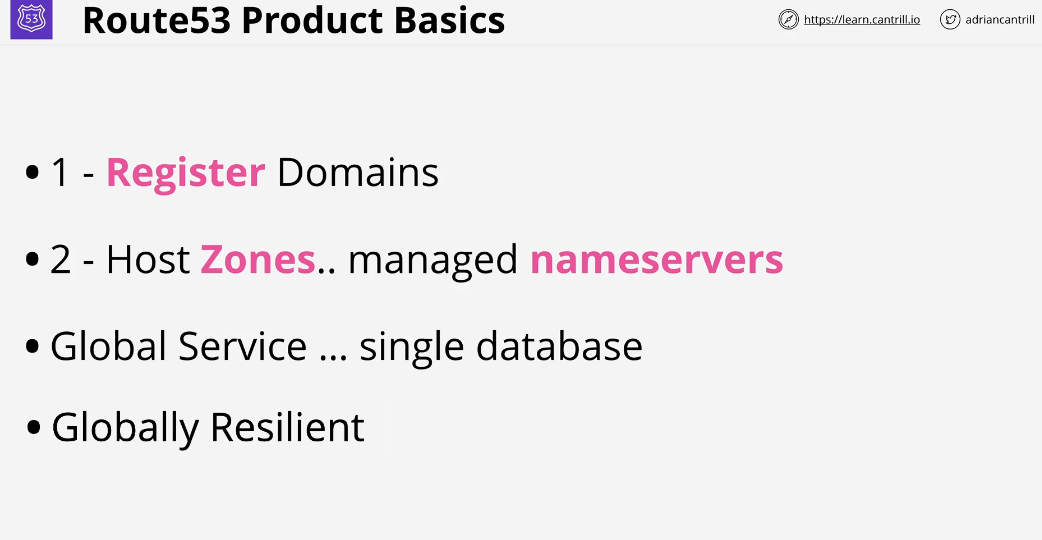 53
Route53 Product Basics
https://learn.cantrill.io
adriancantrill
• 1 - Register Domains
• 2 - Host Zones.. managed nameservers
• Global Service ... single database
• Globally Resilient